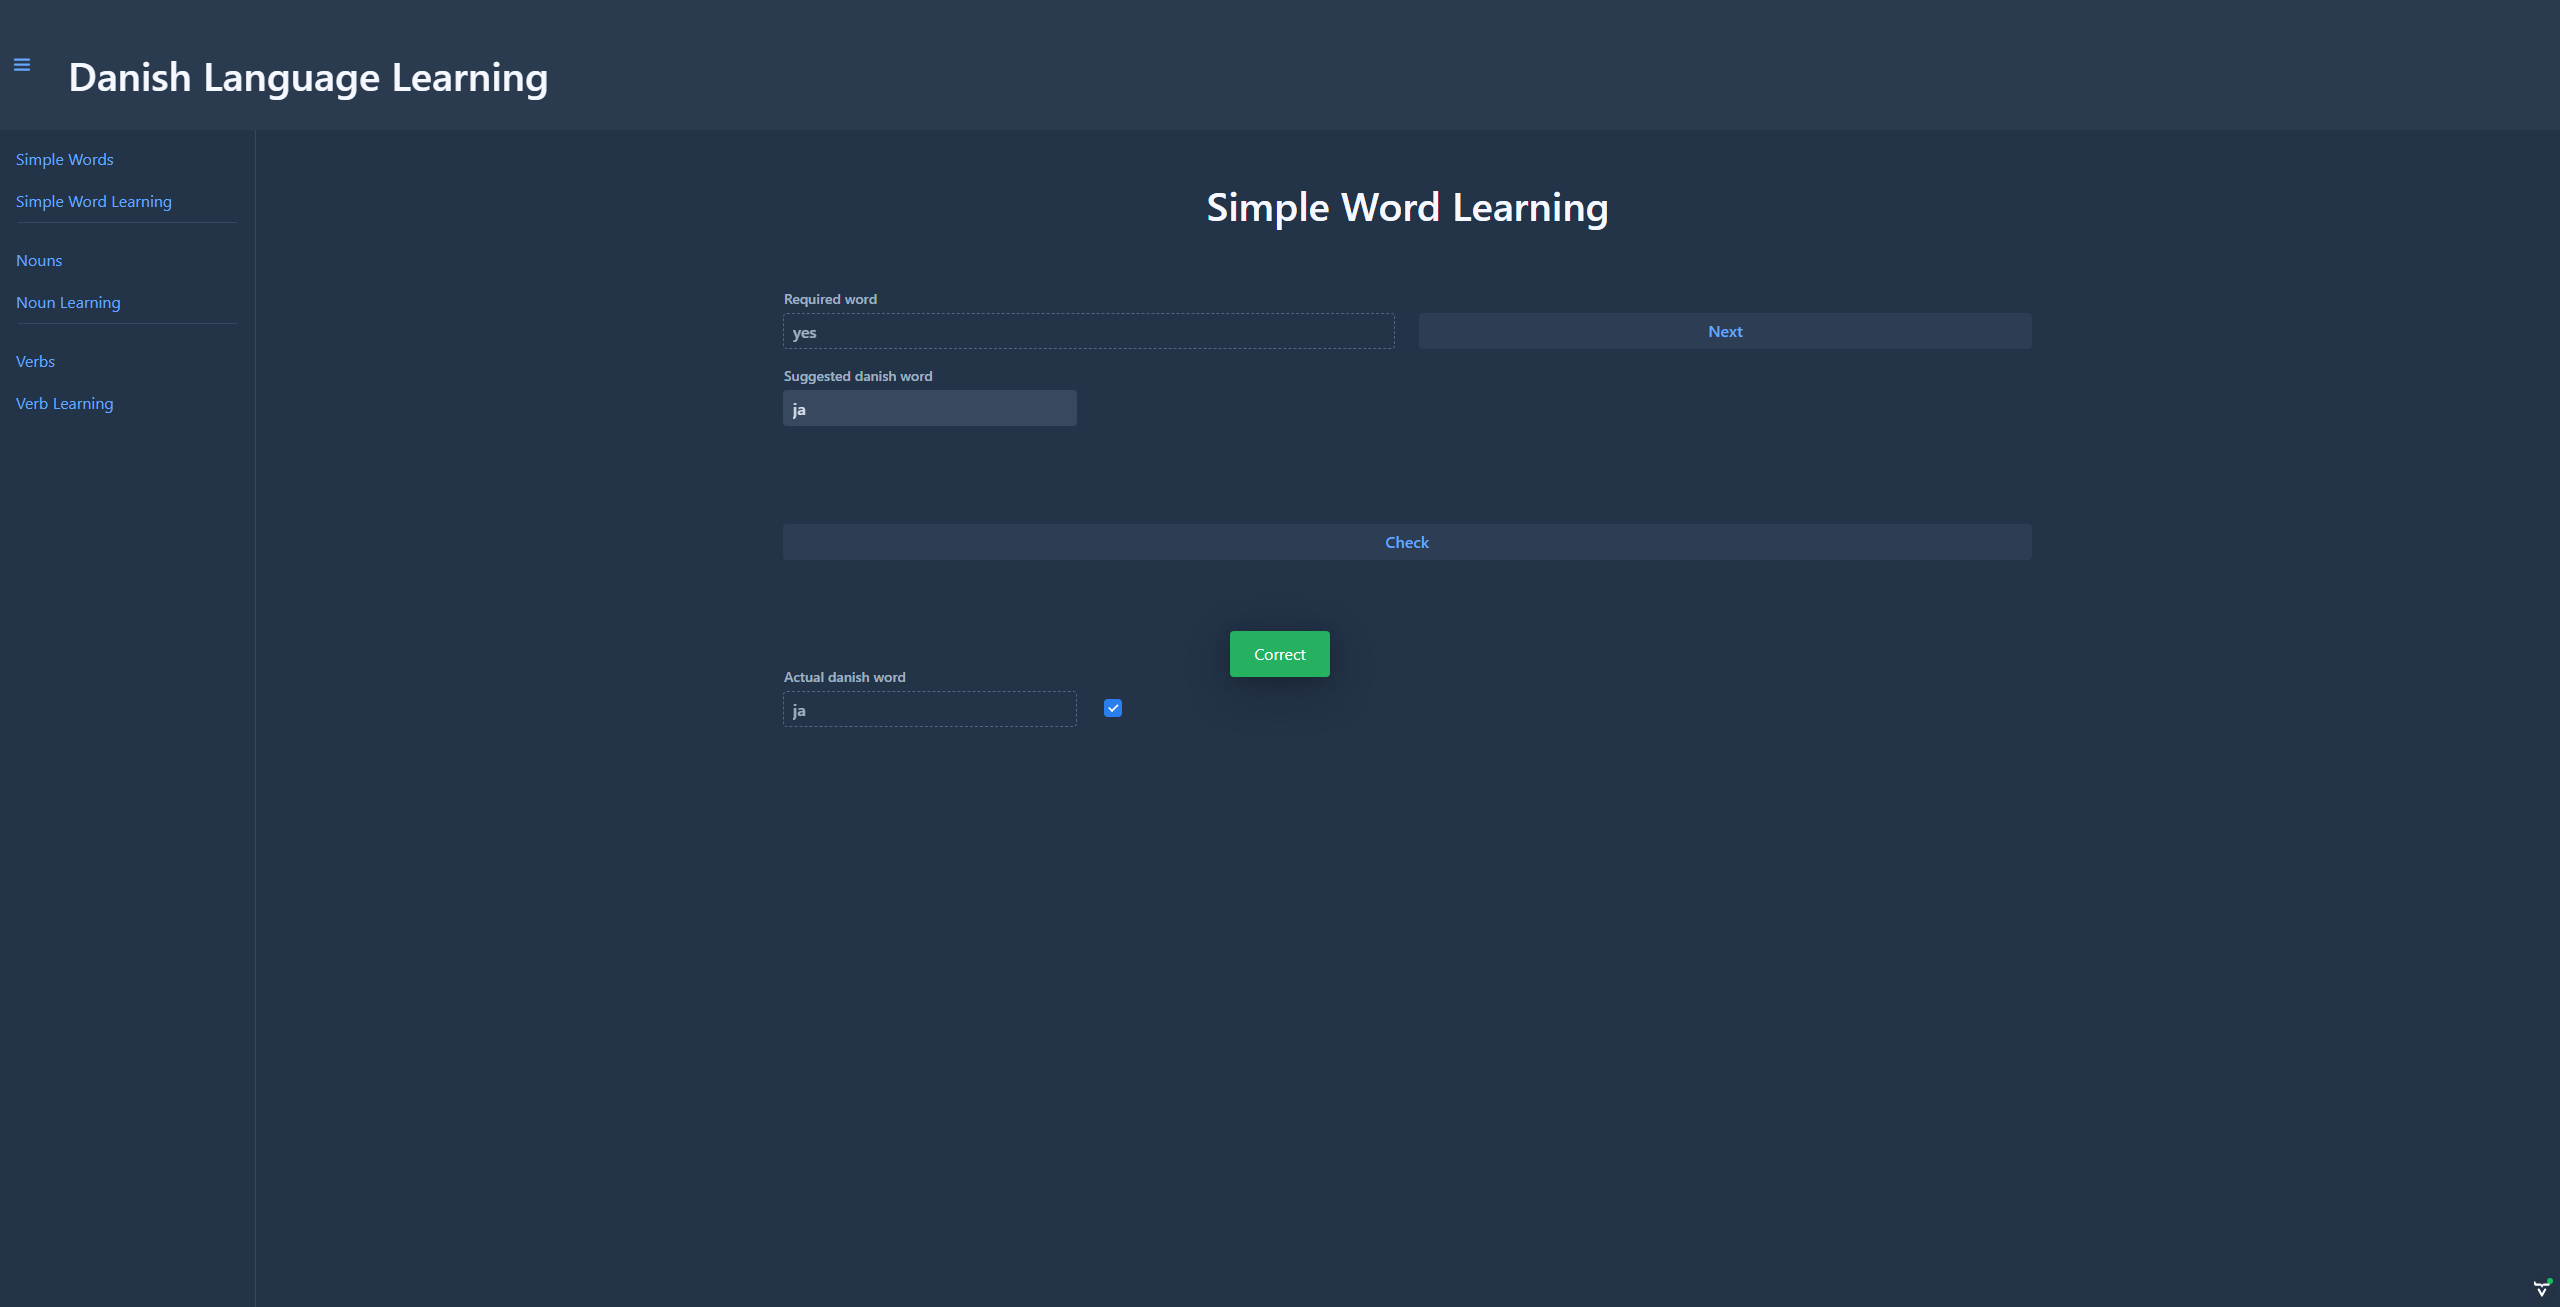 Danish Language Learning
Simple Words
Simple Word Learning
Nouns
Noun Learning
Verbs
Verb Learning
Simple Word Learning
Required word
yes
Next
Suggested danish word
ja
Check
Correct
Actual danish word
ja